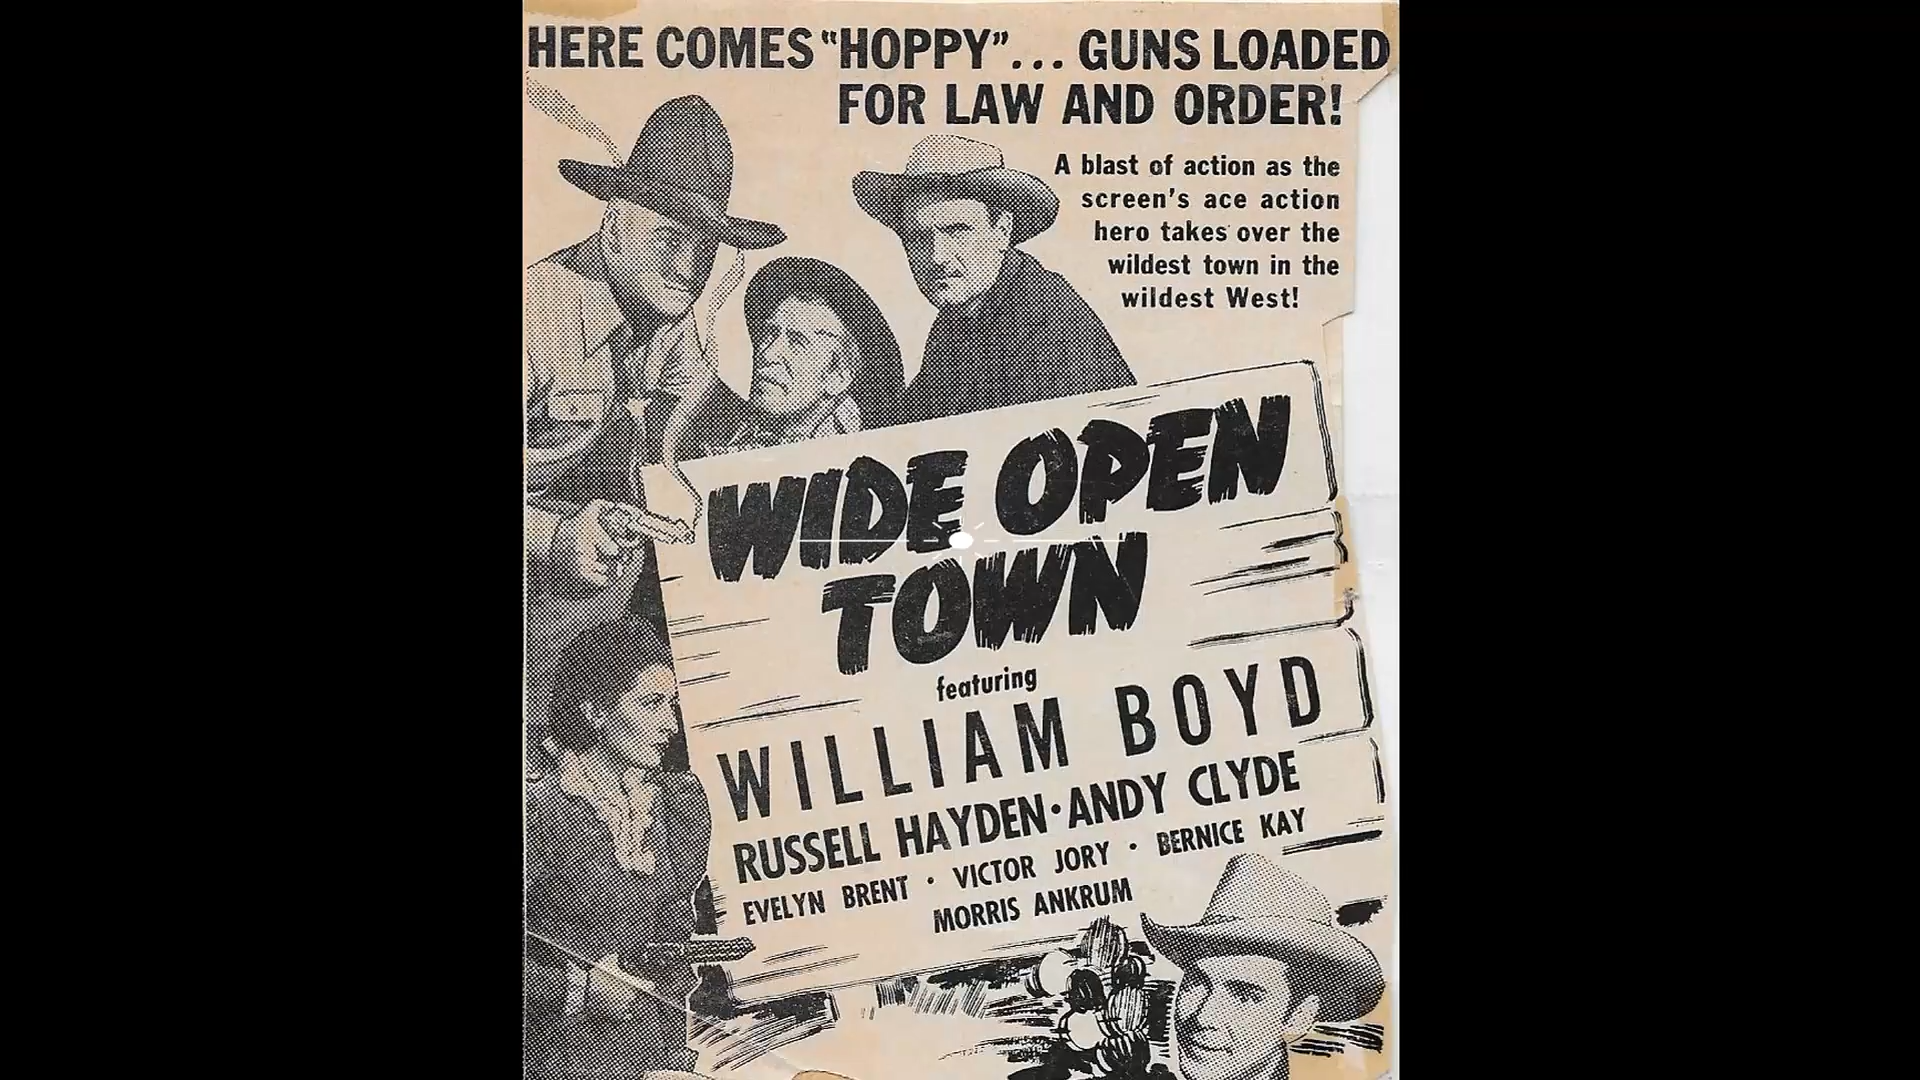 HERE COMES "HOPPY"... GUNS LOADED
FOR LAW AND ORDER!
A blast of action as the
screen's ace action
hero takes over the
wildest town in the
wildest West!
WIDE OPEN
TOWN
featuring
WILLIAM BOYD
RUSSELL HAYDEN • ANDY CLYDE
EVELYN BRENT • VICTOR JORY • BERNICE KAY
MORRIS ANKRUM